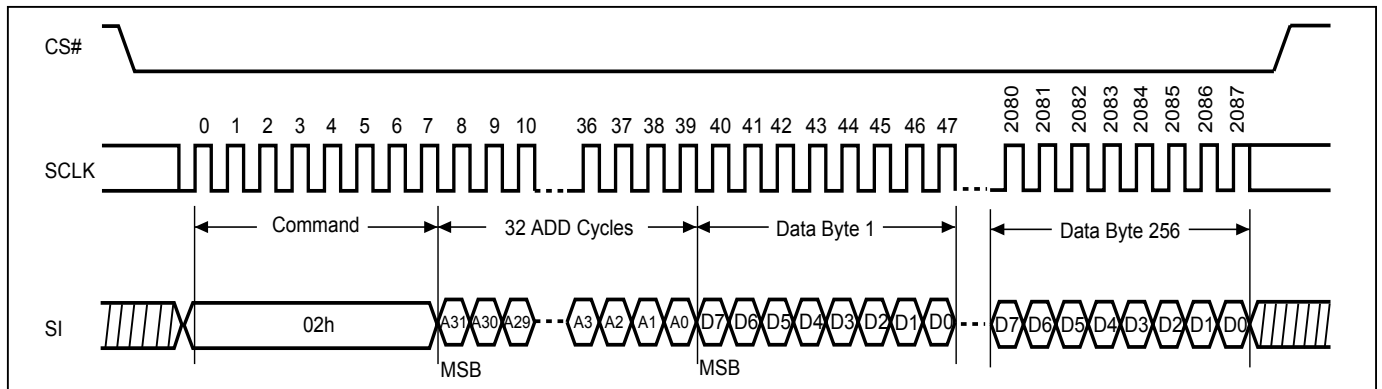 CS#
2080 2081 2082 2083 2084 2085 2086 2087
0 1 2 3 4 5 6 7 8 9 10 36 37 38 39 40 41 42 43 44 45 46 47
SCLK
Command 32 ADD Cycles Data Byte 1 Data Byte 256
SI 02h A31 A30 A29 A3 A2 A1 A0 D7 D6 D5 D4 D3 D2 D1 D0 D7 D6 D5 D4 D3 D2 D1 D0
MSB MSB